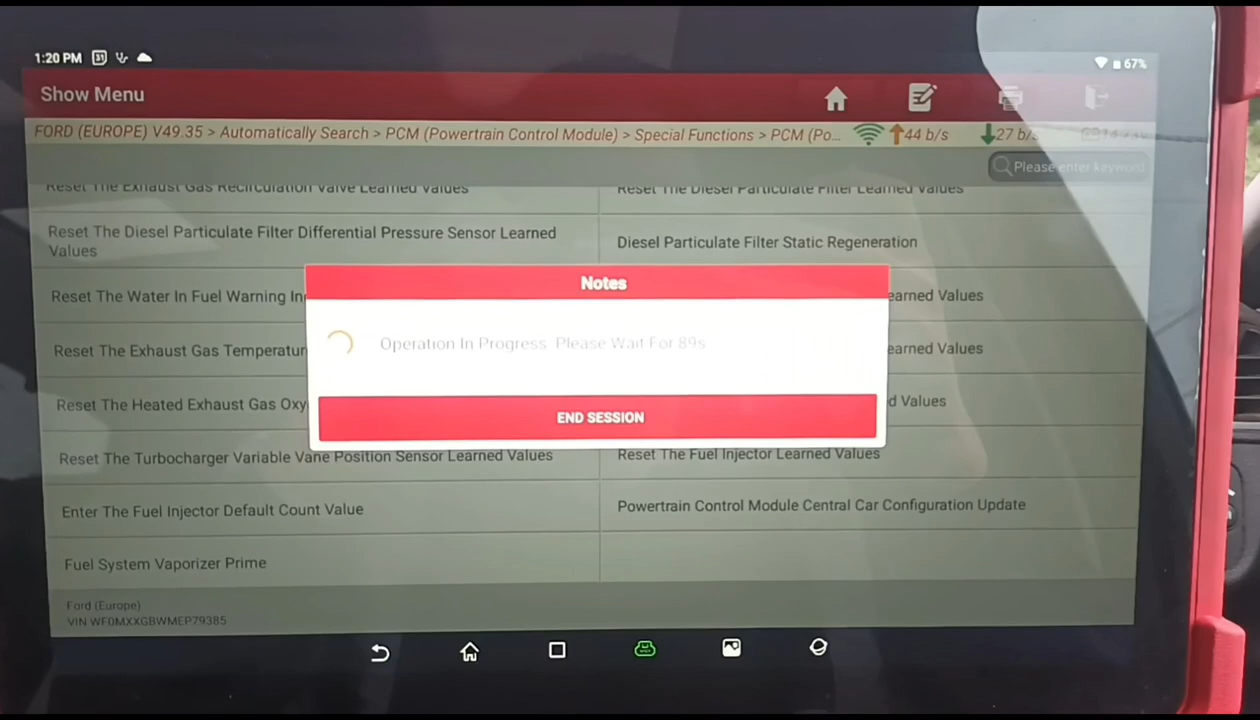 1:20 PM 31 67%
Show Menu
FORD (EUROPE) V49.35 > Automatically Search > PCM (Powertrain Control Module) > Special Functions > PCM (Po... 44 b/s 27 b/s
Please enter keyword
Reset The Exhaust Gas Recirculation Valve Learned Values
Reset The Diesel Particulate Filter Learned Values
Reset The Diesel Particulate Filter Differential Pressure Sensor Learned
Values
Diesel Particulate Filter Static Regeneration
Notes
Reset The Water In Fuel Warning In
earned Values
Operation In Progress. Please Wait For 89s
Reset The Exhaust Gas Temperatur
earned Values
Reset The Heated Exhaust Gas Oxy
d Values
END SESSION
Reset The Turbocharger Variable Vane Position Sensor Learned Values
Reset The Fuel Injector Learned Values
Enter The Fuel Injector Default Count Value
Powertrain Control Module Central Car Configuration Update
Fuel System Vaporizer Prime
Ford (Europe)
VIN WF0MXXGBWMEP79385